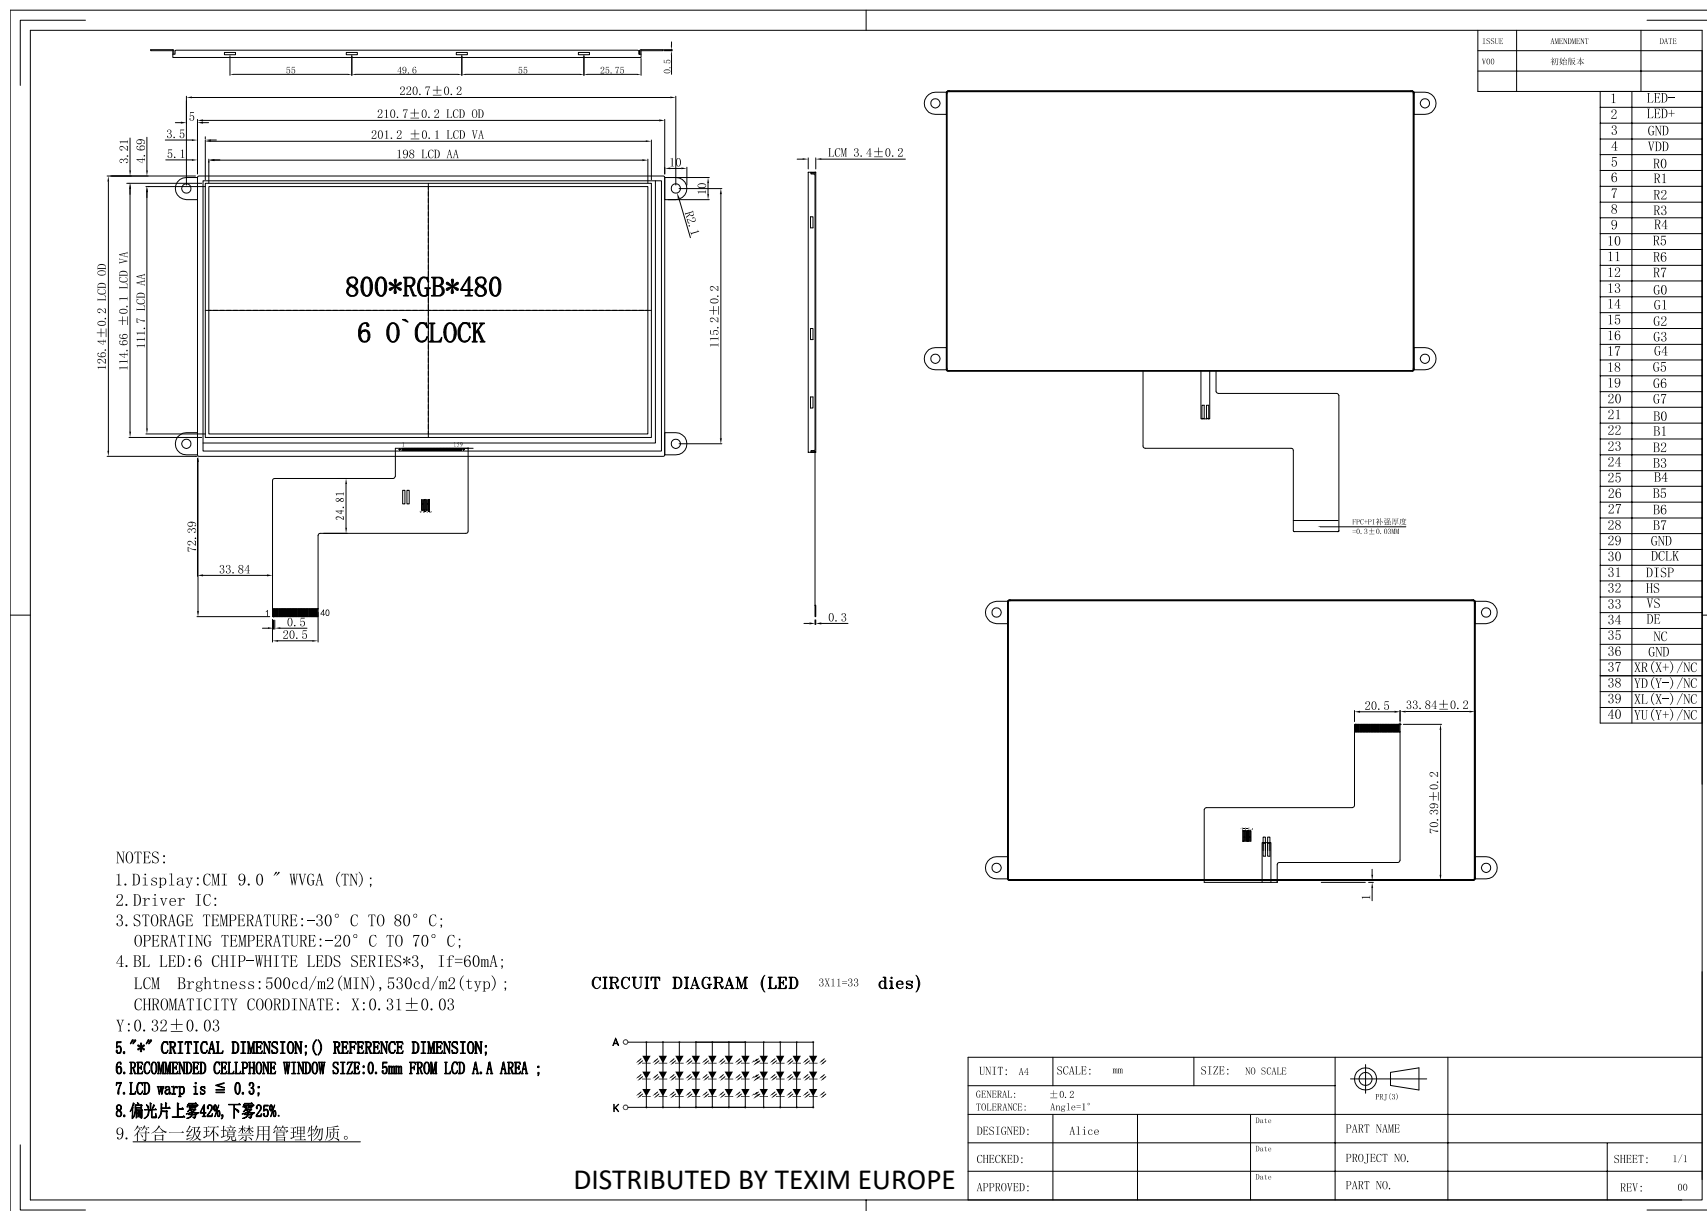 ISSUE AMENDMENT DATE
V00 初始版本
55 49.6 55 25.75 0.5
220.7±0.2
5 210.7±0.2 LCD OD
3.5 201.2 ±0.1 LCD VA
5.1 198 LCD AA
3.21 4.69
10
10
R2.1
126.4±0.2 LCD OD
114.66 ±0.1 LCD VA
111.7 LCD AA
115.2±0.2
800*RGB*480
6 O`CLOCK
1 139
24.81
72.39
33.84
1 40
0.5
20.5
LCM 3.4±0.2
0.3
FPC+PI补强厚度
=0.3±0.03MM
20.5 33.84±0.2
70.39±0.2
1
1 LED-
2 LED+
3 GND
4 VDD
5 R0
6 R1
7 R2
8 R3
9 R4
10 R5
11 R6
12 R7
13 G0
14 G1
15 G2
16 G3
17 G4
18 G5
19 G6
20 G7
21 B0
22 B1
23 B2
24 B3
25 B4
26 B5
27 B6
28 B7
29 GND
30 DCLK
31 DISP
32 HS
33 VS
34 DE
35 NC
36 GND
37 XR(X+)/NC
38 YD(Y-)/NC
39 XL(X-)/NC
40 YU(Y+)/NC
NOTES:
1.Display:CMI 9.0 ″ WVGA (TN);
2.Driver IC:
3.STORAGE TEMPERATURE:-30° C TO 80° C;
OPERATING TEMPERATURE:-20° C TO 70° C;
4.BL LED:6 CHIP-WHITE LEDS SERIES*3, If=60mA;
LCM Brghtness:500cd/m2(MIN),530cd/m2(typ);
CHROMATICITY COORDINATE: X:0.31±0.03
Y:0.32±0.03
5.″*″ CRITICAL DIMENSION;() REFERENCE DIMENSION;
6.RECOMMENDED CELLPHONE WINDOW SIZE:0.5mm FROM LCD A.A AREA ;
7.LCD warp is ≦ 0.3;
8.偏光片上雾42%,下雾25%.
9.符合一级环境禁用管理物质。
CIRCUIT DIAGRAM (LED 3X11=33 dies)
A
K
DISTRIBUTED BY TEXIM EUROPE
UNIT: A4 SCALE: mm SIZE: NO SCALE
PRJ(3)
GENERAL: ±0.2
TOLERANCE: Angle=1°
DESIGNED: Alice Date PART NAME
CHECKED: Date PROJECT NO. SHEET: 1/1
APPROVED: Date PART NO. REV: 00